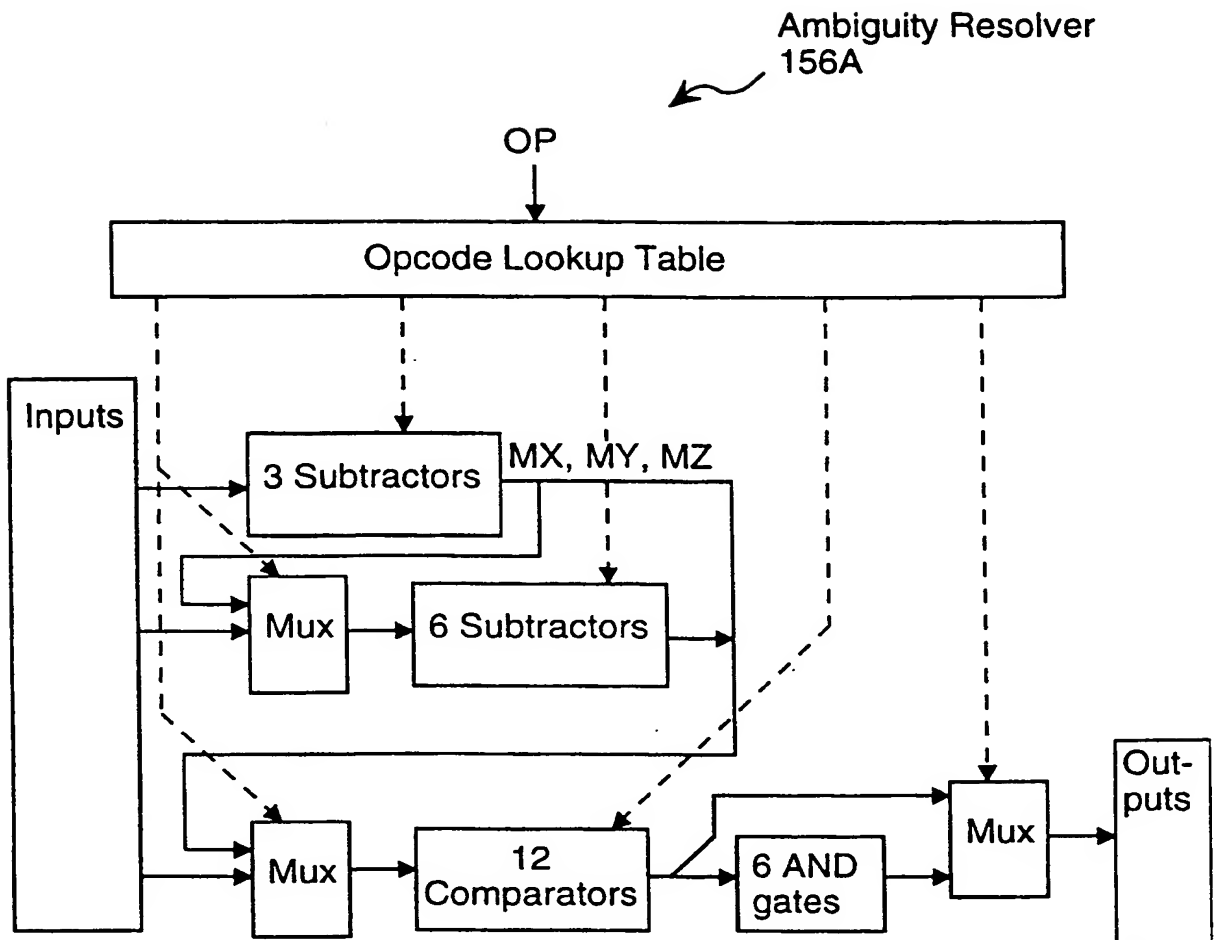 Ambiguity Resolver
156A
OP
Opcode Lookup Table
Inputs
3 Subtractors
MX, MY, MZ
Mux
6 Subtractors
Mux
12
Comparators
6 AND
gates
Mux
Out-
puts